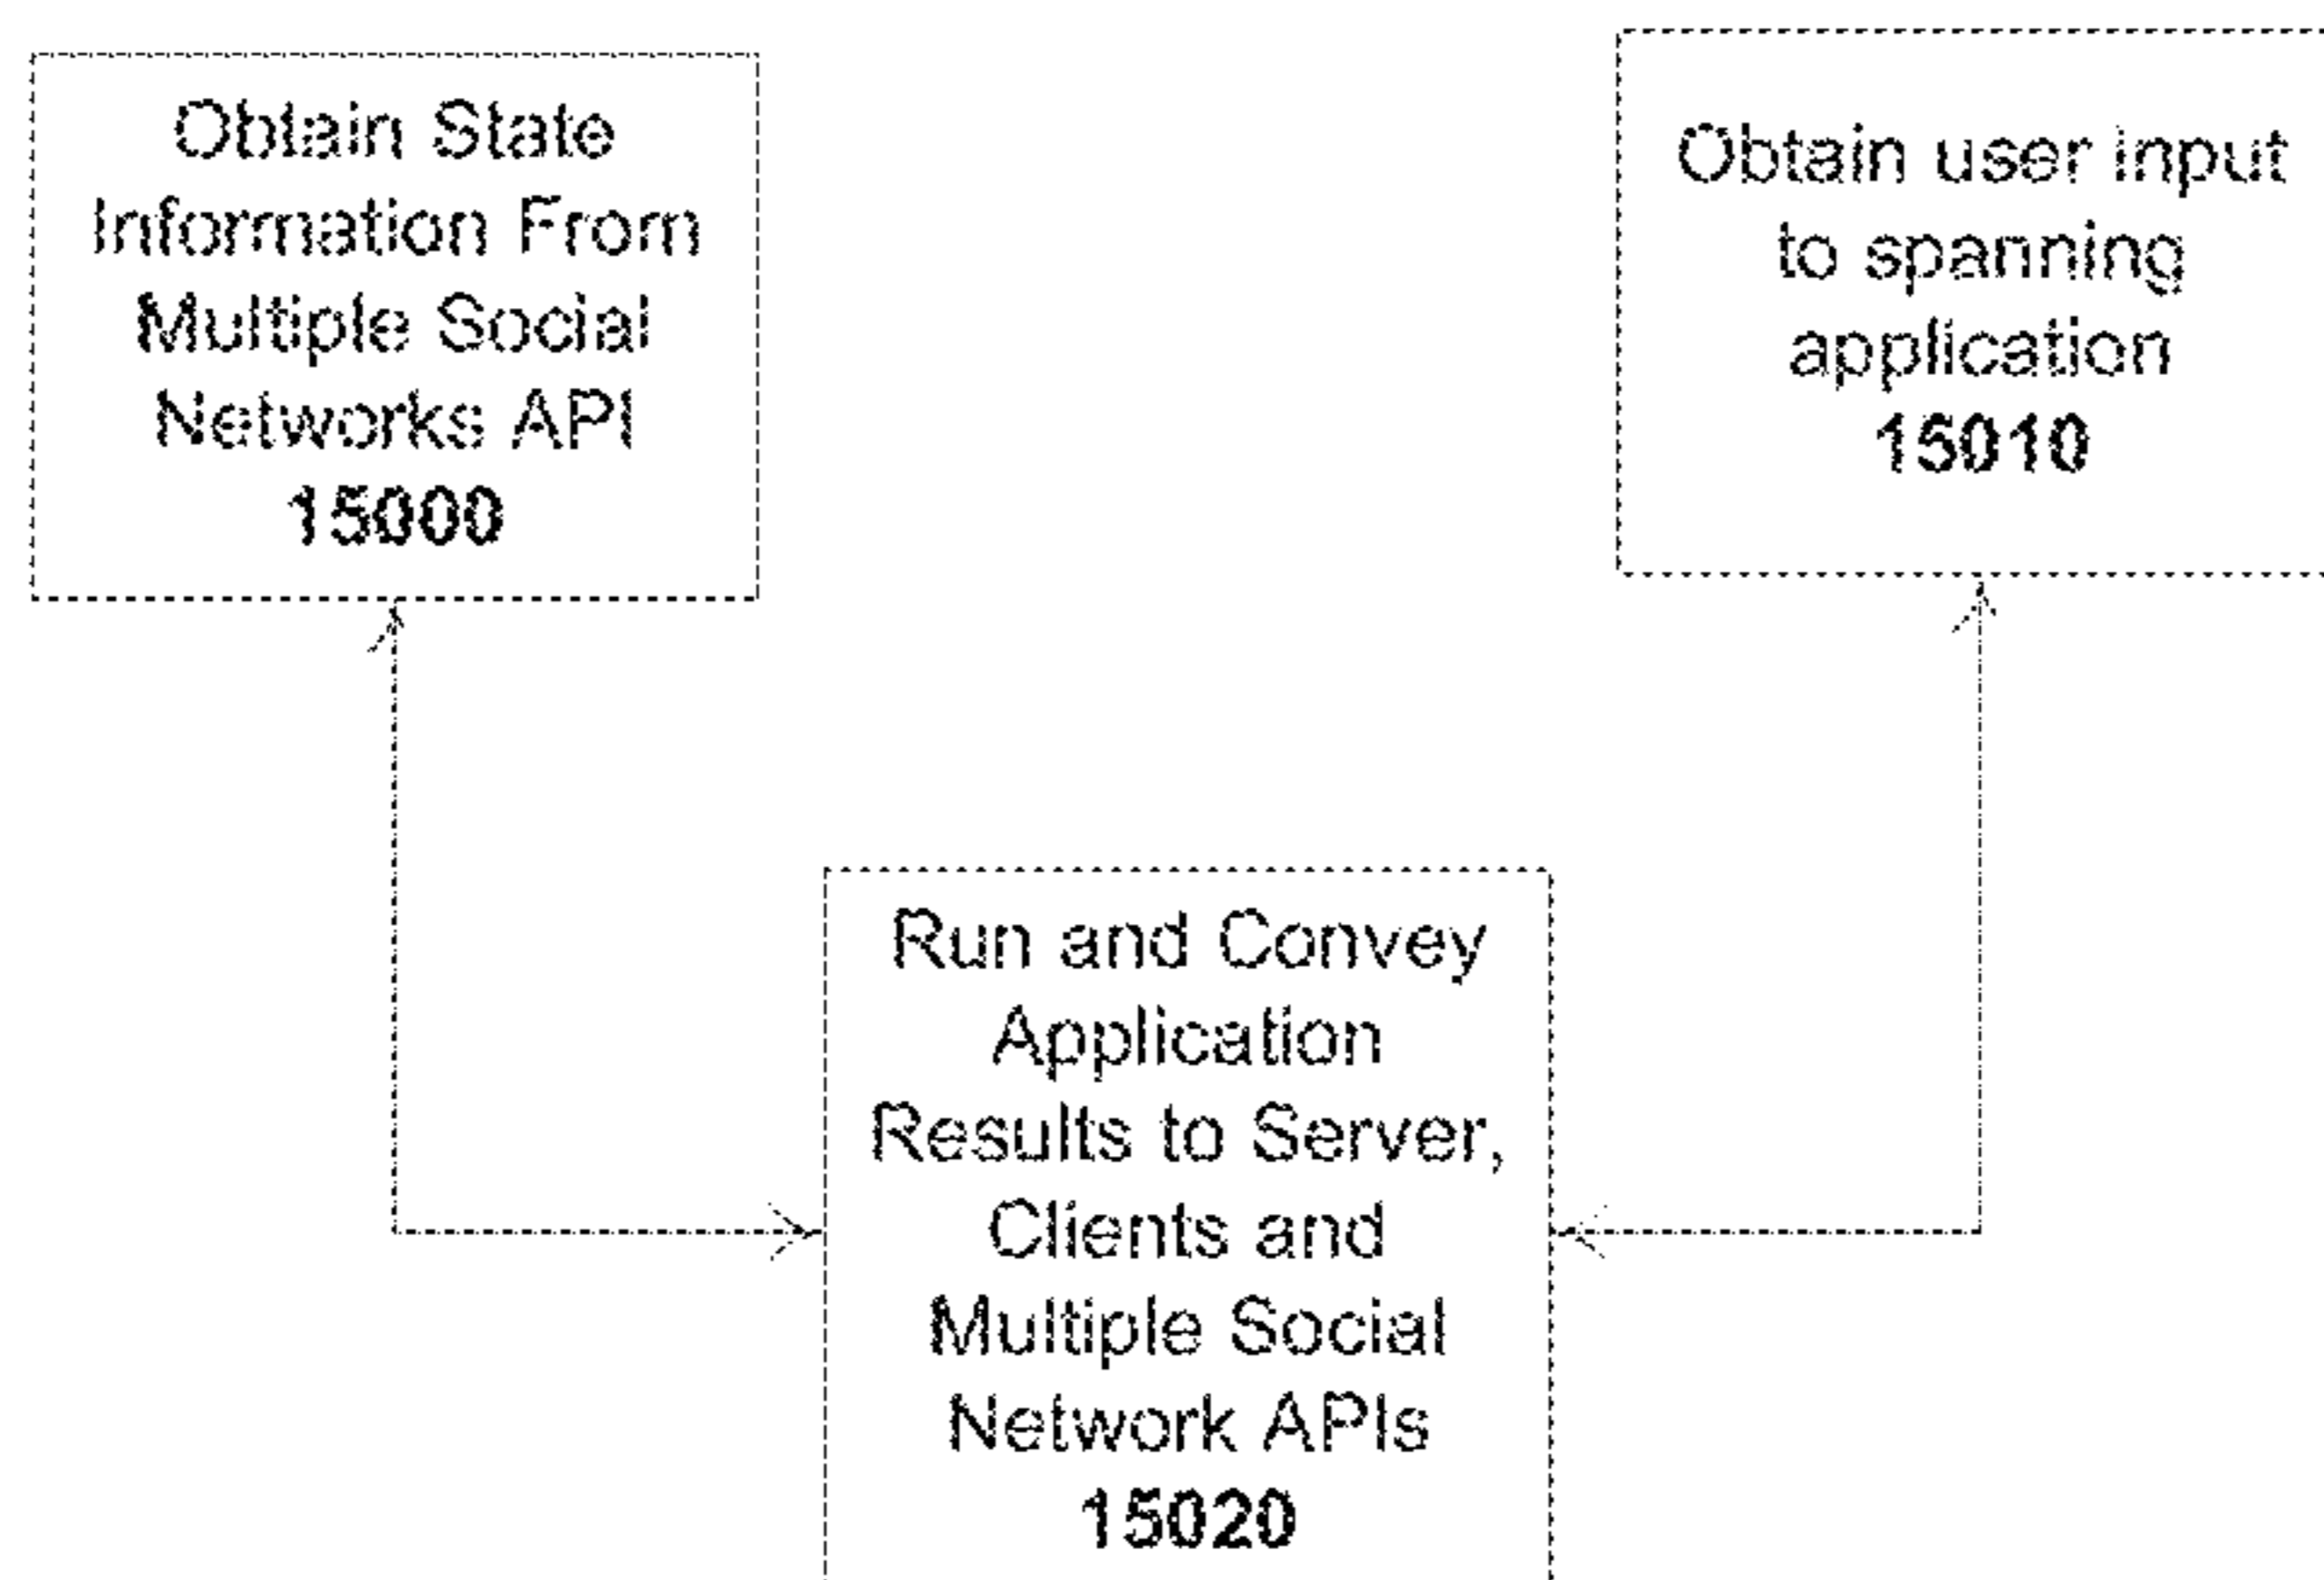 Obtain State
Information From
Multiple Social
Networks API
15000
Obtain user input
to spanning
application
15010
Run and Convey
Application
Results to Server,
Clients and
Multiple Social
Network APIs
15020